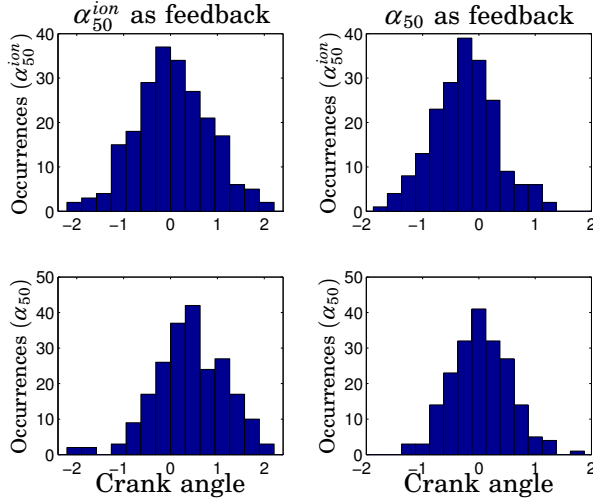 α_50^ion as feedback
α_50 as feedback
Occurrences (α_50^ion)
40
30
20
10
0
−2 −1 0 1 2
Occurrences (α_50^ion)
40
30
20
10
0
−2 −1 0 1 2
Occurrences (α_50)
50
40
30
20
10
0
−2 −1 0 1 2
Crank angle
Occurrences (α_50)
50
40
30
20
10
0
−2 −1 0 1 2
Crank angle